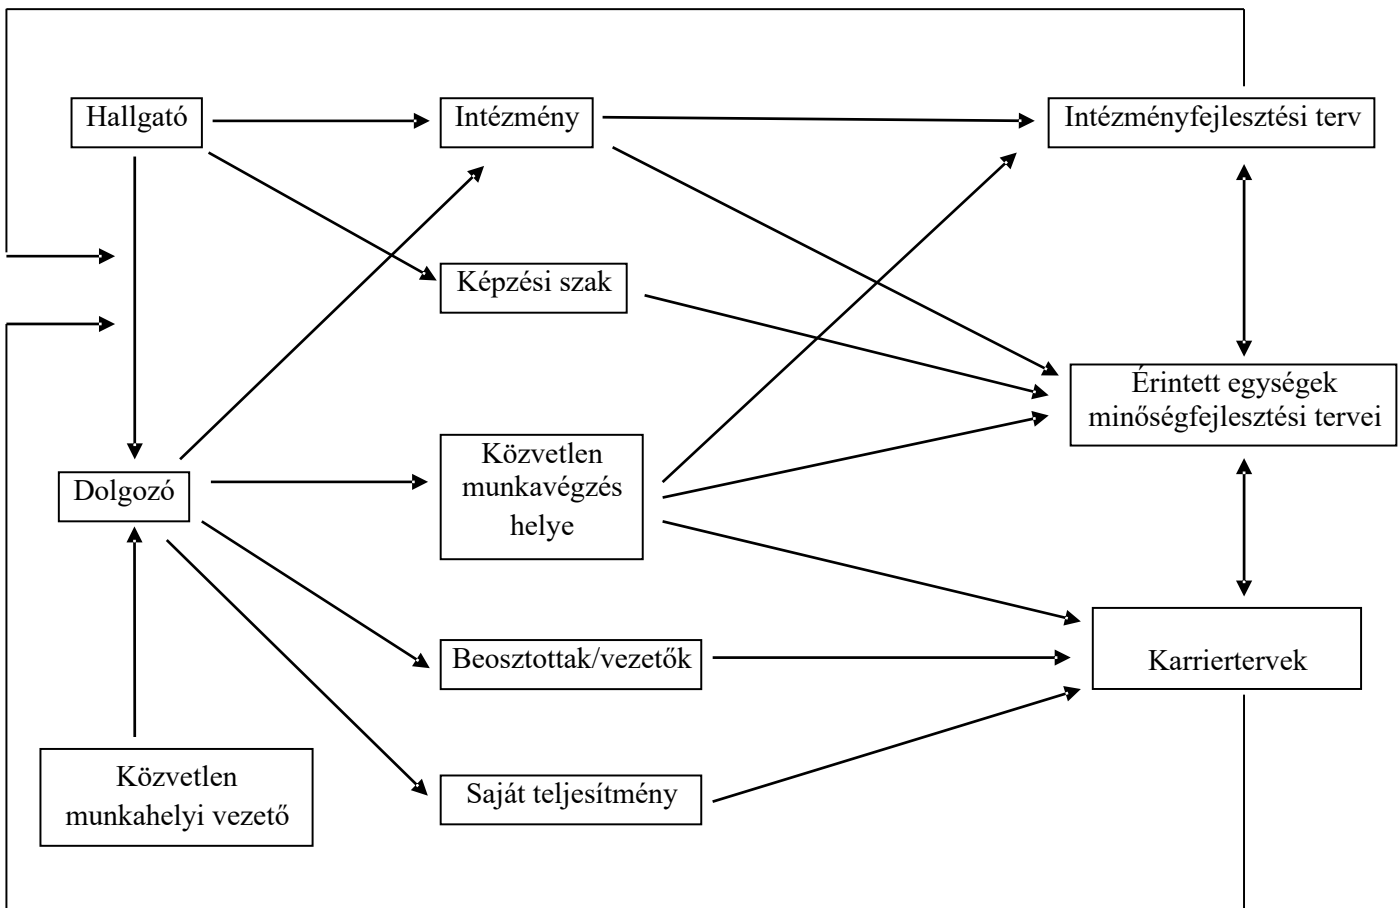 Hallgató
Intézmény
Intézményfejlesztési terv
Képzési szak
Érintett egységek
minőségfejlesztési tervei
Közvetlen
munkavégzés
helye
Dolgozó
Beosztottak/vezetők
Karriertervek
Közvetlen
munkahelyi vezető
Saját teljesítmény